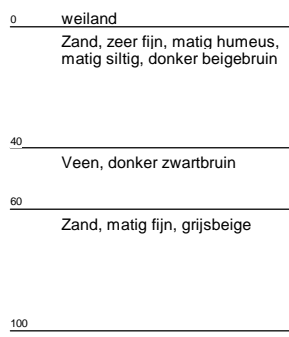 0 weiland
Zand, zeer fijn, matig humeus,
matig siltig, donker beigebruin
40
Veen, donker zwartbruin
60
Zand, matig fijn, grijsbeige
100